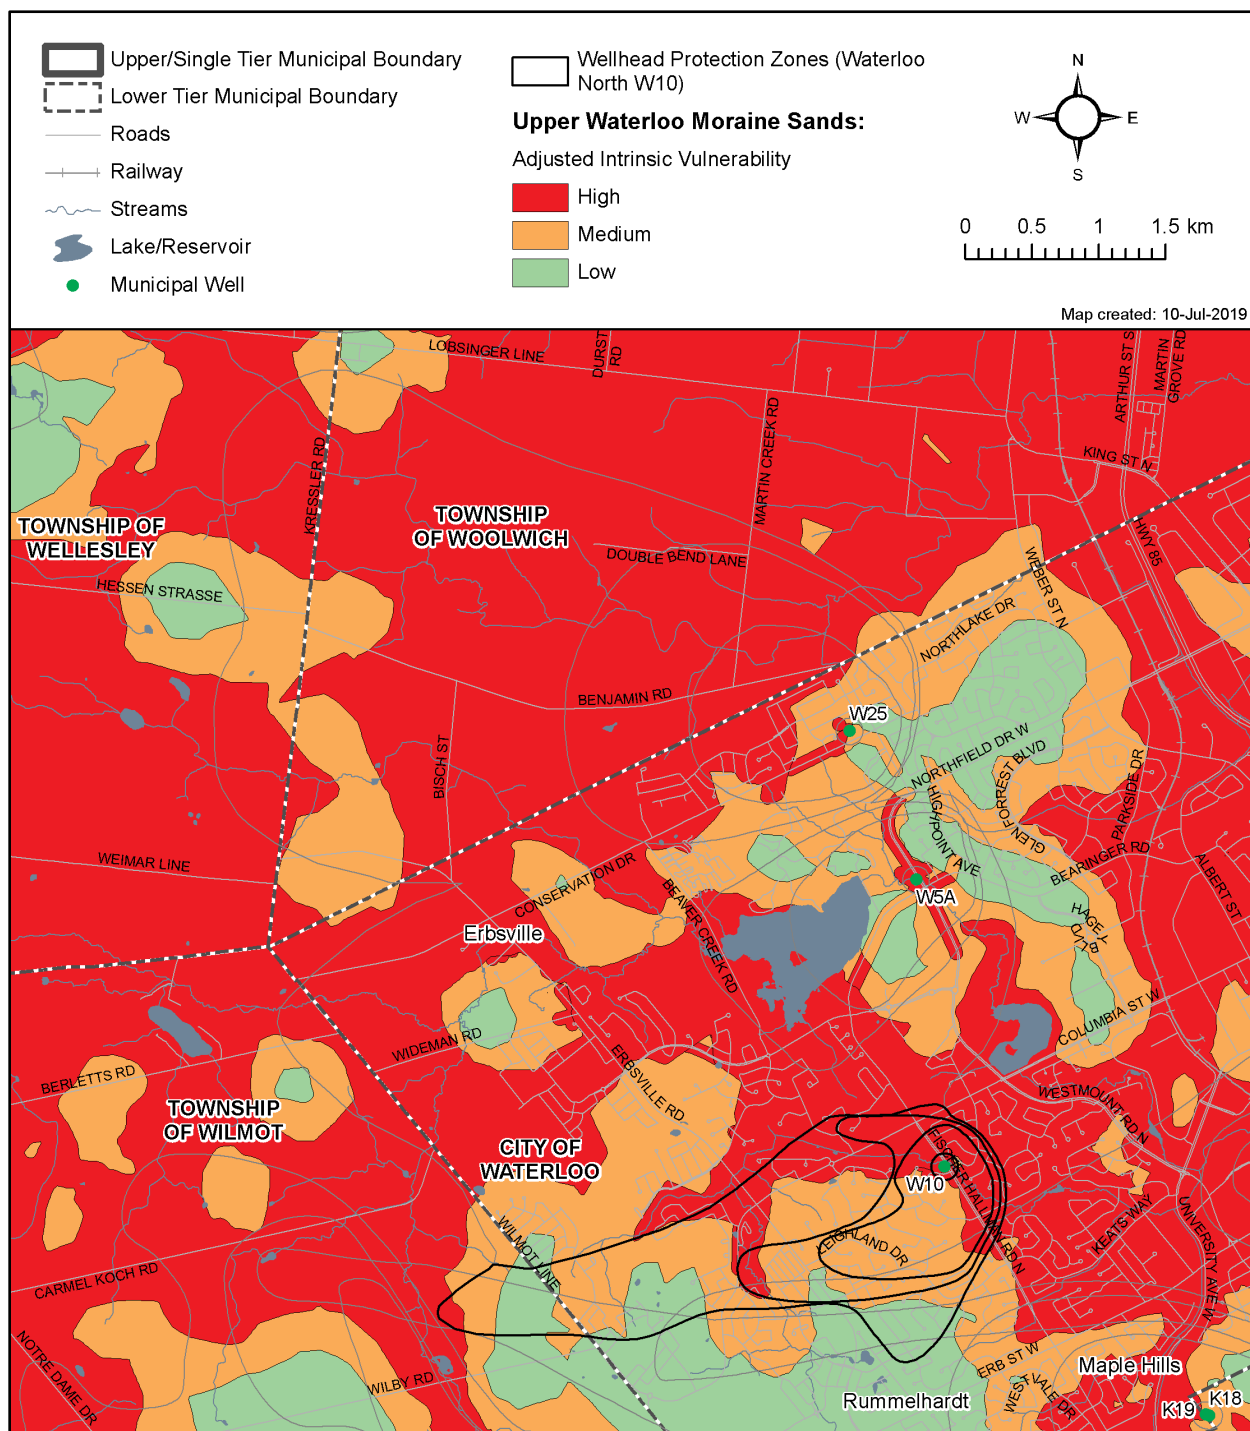 Upper/Single Tier Municipal Boundary
Lower Tier Municipal Boundary
Roads
Railway
Streams
Lake/Reservoir
Municipal Well
Wellhead Protection Zones (Waterloo
North W10)
Upper Waterloo Moraine Sands:
Adjusted Intrinsic Vulnerability
High
Medium
Low
N
W
E
S
0 0.5 1 1.5 km
Map created: 10-Jul-2019
LOBSINGER LINE
DURST
RD
ARTHUR ST S
MARTIN
GROVE RD
KING ST N
MARTIN CREEK RD
KRESSLER RD
TOWNSHIP OF
WELLESLEY
TOWNSHIP
OF WOOLWICH
HWY 85
DOUBLE BEND LANE
WEBER ST N
HESSEN STRASSE
NORTHLAKE DR
BENJAMIN RD
W25
BISCH ST
NORTHFIELD DR W
HIGHPOINT AVE
GLEN FORREST BLVD
PARKSIDE DR
WEIMAR LINE
CONSERVATION DR
BEARINGER RD
ALBERT ST
W5A
BEAVER CREEK RD
HAGEY
BLVD
Erbsville
COLUMBIA ST W
WIDEMAN RD
ERBSVILLE RD
BERLETTS RD
TOWNSHIP
OF WILMOT
WESTMOUNT RD N
CITY OF
WATERLOO
FISCHER HALLMAN RD N
W10
KEATS WAY
UNIVERSITY AVE W
WILMOT LINE
LEIGHLAND DR
CARMEL KOCH RD
NOTRE DAME DR
WILBY RD
ERB ST W
WESTVALE DR
Maple Hills
Rummelhardt
K19
K18